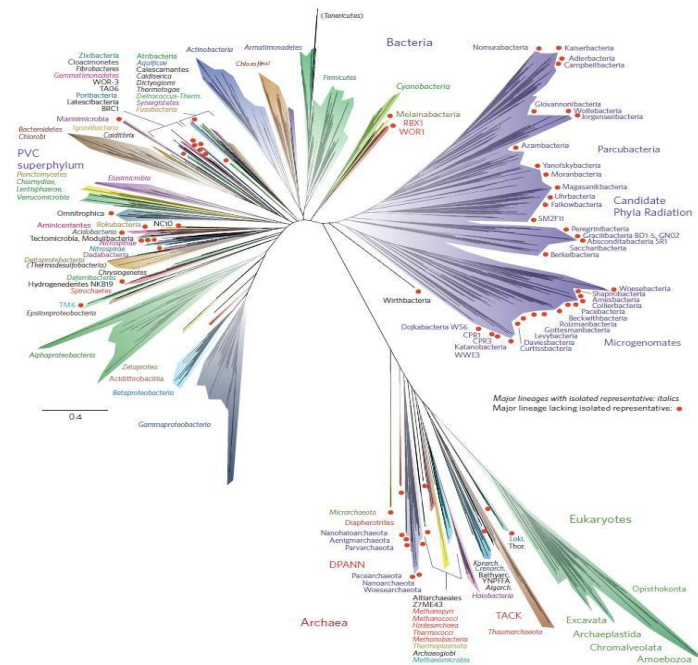 (Tenericutes)
Bacteria
Zixibacteria
Cloacimonetes
Fibrobacteres
Gemmatimonadetes
WOR-3
TA06
Poribacteria
Latescibacteria
BRC1
Atribacteria
Aquificae
Calescamantes
Caldiserica
Dictyoglomi
Thermotogae
Deinococcus-Therm.
Synergistetes
Fusobacteria
Actinobacteria
Armatimonadetes
Chloroflexi
Firmicutes
Cyanobacteria
Melainabacteria
RBX1
WOR1
Nomurabacteria
Kaiserbacteria
Adlerbacteria
Campbellbacteria
Giovannonibacteria
Wolfebacteria
Jorgensenbacteria
Azambacteria
Parcubacteria
Yanofskybacteria
Moranbacteria
Magasanikbacteria
Uhrbacteria
Falkowbacteria
Candidate
Phyla Radiation
SM2F11
Peregrinibacteria
Gracilibacteria BD1-5, GN02
Absconditabacteria SR1
Saccharibacteria
Berkelbacteria
Marinimicrobia
Bacteroidetes
Chlorobi
Ignavibacteria
Caldithrix
PVC
superphylum
Planctomycetes
Chlamydiae,
Lentisphaerae,
Verrucomicrobia
Elusimicrobia
Omnitrophica
Aminicentantes
Rokubacteria
NC10
Acidobacteria
Tectomicrobia, Modulibacteria
Nitrospinae
Nitrospirae
Dadabacteria
Deltaproteobacteria
(Thermodesulfobacteria)
Chrysiogenetes
Deferribacteres
Hydrogenedentes NKB19
Spirochaetes
TM6
Epsilonproteobacteria
Alphaproteobacteria
Zetaproteo.
Acidithiobacillia
Betaproteobacteria
Gammaproteobacteria
0.4
Wirthbacteria
Woesebacteria
Shapirobacteria
Amesbacteria
Collierbacteria
Pacebacteria
Beckwithbacteria
Roizmanbacteria
Gottesmanbacteria
Levybacteria
Daviesbacteria
Curtissbacteria
Microgenomates
Dojkabacteria WS6
CPR1
CPR3
Katanobacteria
WWE3
Major lineages with isolated representative: italics
Major lineage lacking isolated representative:
Microarchaeota
Diapherotrites
Nanohaloarchaeota
Aenigmarchaeota
Parvarchaeota
DPANN
Pacearchaeota
Nanoarchaeota
Woesearchaeota
Archaea
Altiarchaeales
Z7ME43
Methanopyri
Methanococci
Hadesarchaea
Thermococci
Methanobacteria
Thermoplasmata
Archaeoglobi
Methanomicrobia
Halobacteria
Korarch.
Crenarch.
Bathyarc.
YNPFFA
Aigarch.
TACK
Thaumarchaeota
Loki.
Thor.
Eukaryotes
Opisthokonta
Excavata
Archaeplastida
Chromalveolata
Amoebozoa